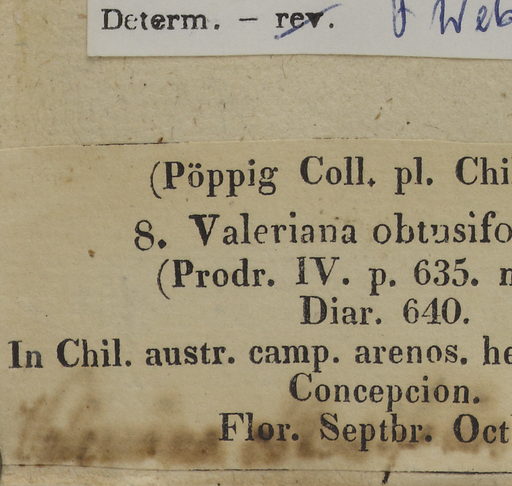 Determ. – rev. J Web
(Pöppig Coll. pl. Chi
8. Valeriana obtusifo
(Prodr. IV. p. 635. n
Diar. 640.
In Chil. austr. camp. arenos. he
Concepcion.
Flor. Septbr. Oct